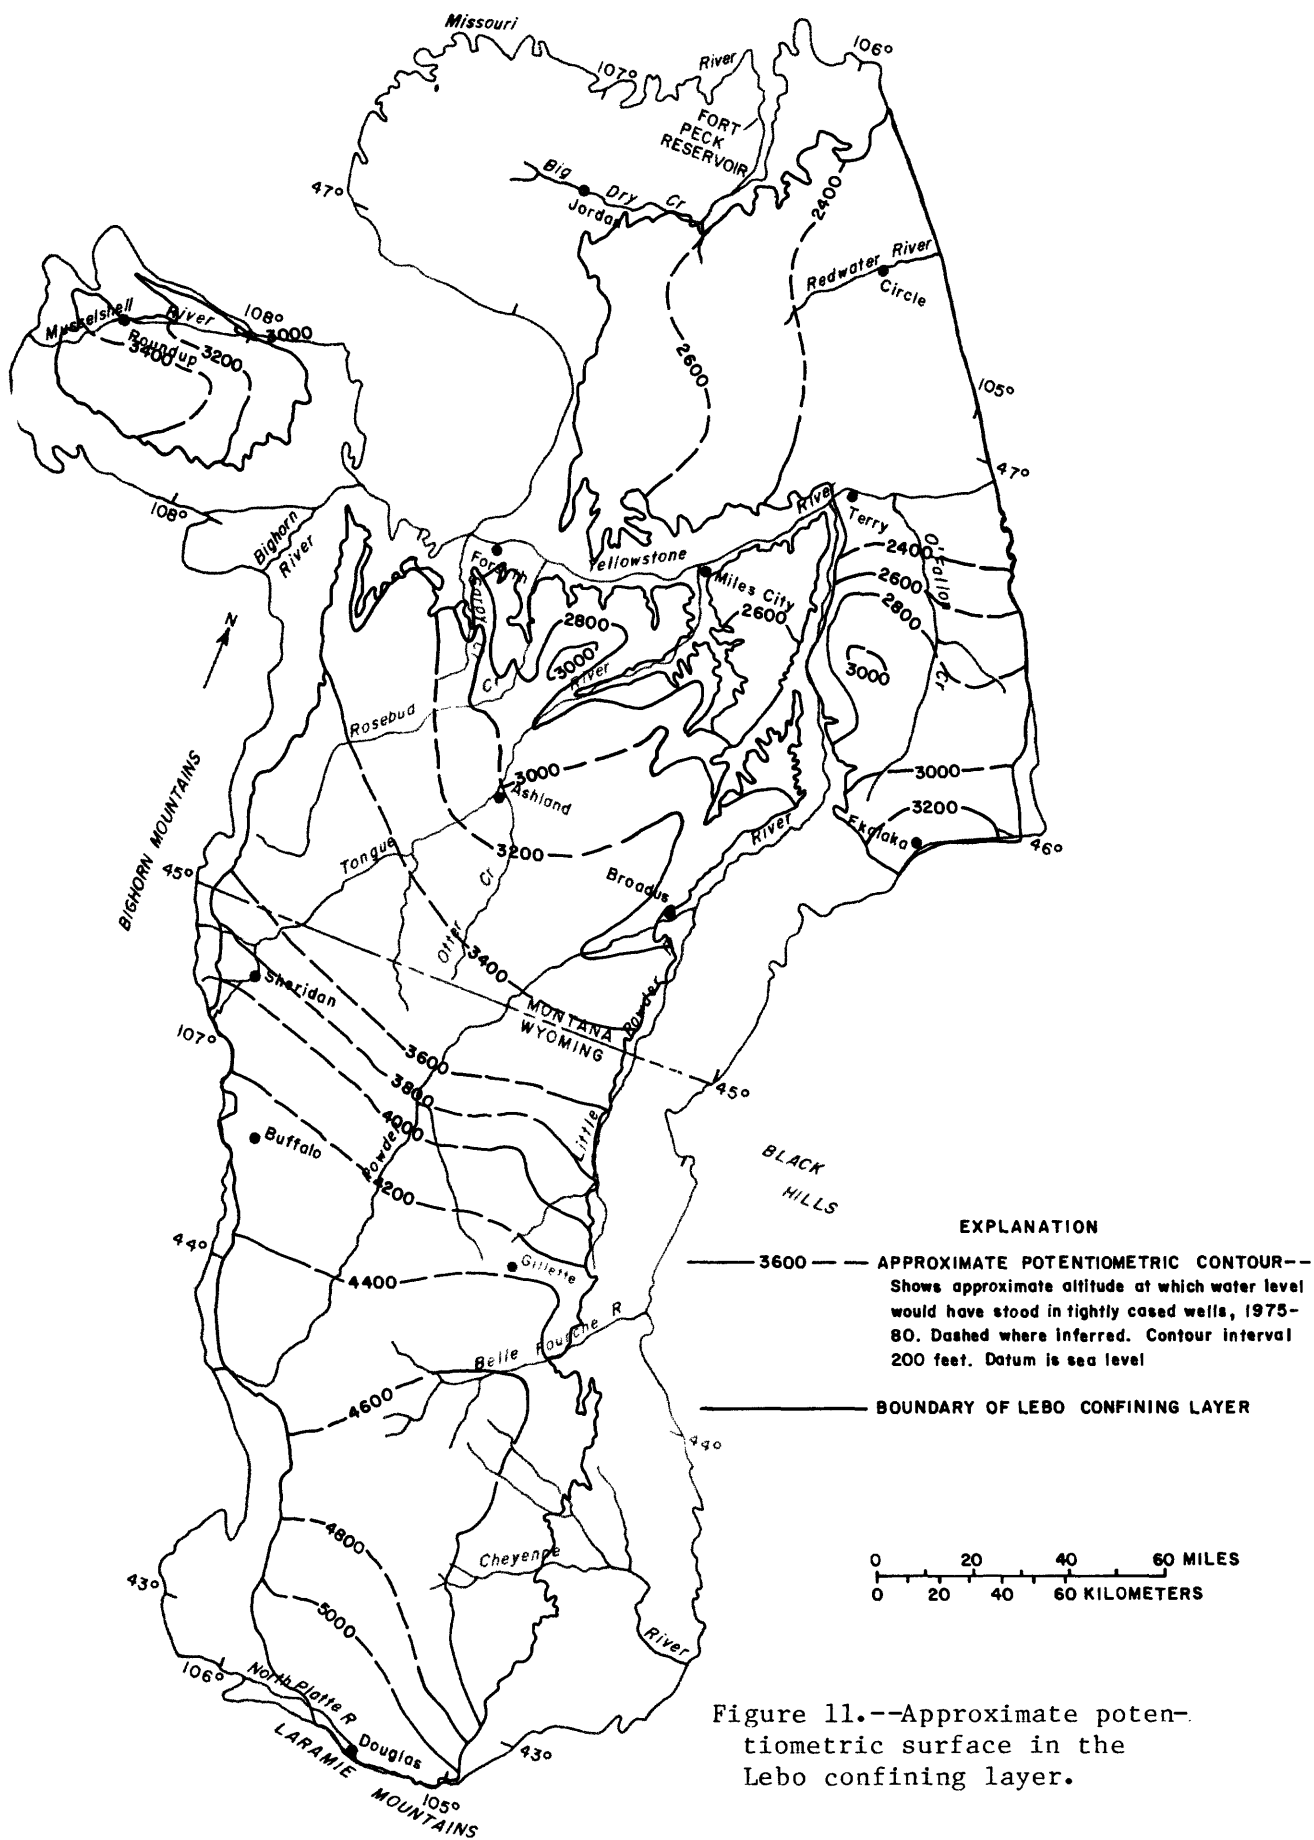 Missouri
River
107°
106°
FORT
PECK
RESERVOIR
Big
Dry
Cr
Jordan
47°
2400
Redwater River
Circle
2600
Musselshell
River
108°
3000
Roundup
3400
3200
105°
47°
108°
Bighorn
River
River
Terry
Forsyth
Yellowstone
Miles City
2600
O'Fallon
Cr
2400
2600
2800
3000
2800
3000
River
N
Cr
Rosebud
3000
Ashland
3200
3000
3200
Ekalaka
46°
River
Tongue
Cr
Otter
Broadus
BIGHORN MOUNTAINS
45°
3400
Sheridan
MONTANA
WYOMING
Powder
107°
3600
3800
4000
45°
Little
Buffalo
Powder
4200
BLACK
HILLS
44°
Gillette
4400
Belle Fourche R
4600
44°
4800
Cheyenne
43°
5000
River
106°
North Platte R
Douglas
LARAMIE
MOUNTAINS
105°
43°
EXPLANATION
3600 APPROXIMATE POTENTIOMETRIC CONTOUR--
Shows approximate altitude at which water level
would have stood in tightly cased wells, 1975-
80. Dashed where inferred. Contour interval
200 feet. Datum is sea level
BOUNDARY OF LEBO CONFINING LAYER
0 20 40 60 MILES
0 20 40 60 KILOMETERS
Figure 11.--Approximate poten-
tiometric surface in the
Lebo confining layer.